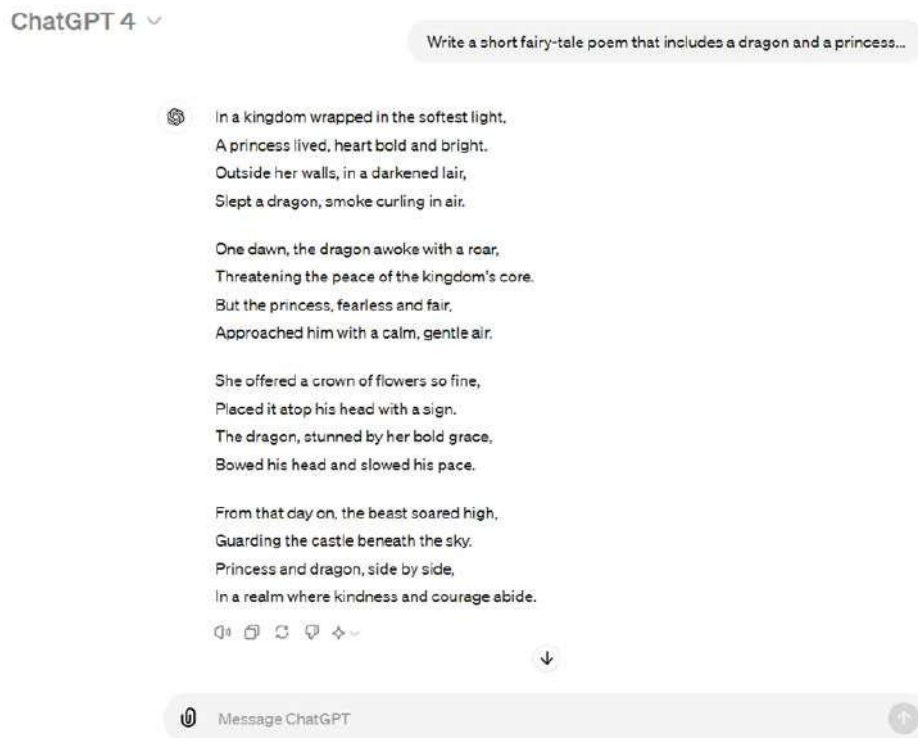 ChatGPT 4
Write a short fairy-tale poem that includes a dragon and a princess...
In a kingdom wrapped in the softest light,
A princess lived, heart bold and bright.
Outside her walls, in a darkened lair,
Slept a dragon, smoke curling in air.
One dawn, the dragon awoke with a roar,
Threatening the peace of the kingdom's core.
But the princess, fearless and fair,
Approached him with a calm, gentle air.
She offered a crown of flowers so fine,
Placed it atop his head with a sign.
The dragon, stunned by her bold grace,
Bowed his head and slowed his pace.
From that day on, the beast soared high,
Guarding the castle beneath the sky.
Princess and dragon, side by side,
In a realm where kindness and courage abide.
Message ChatGPT